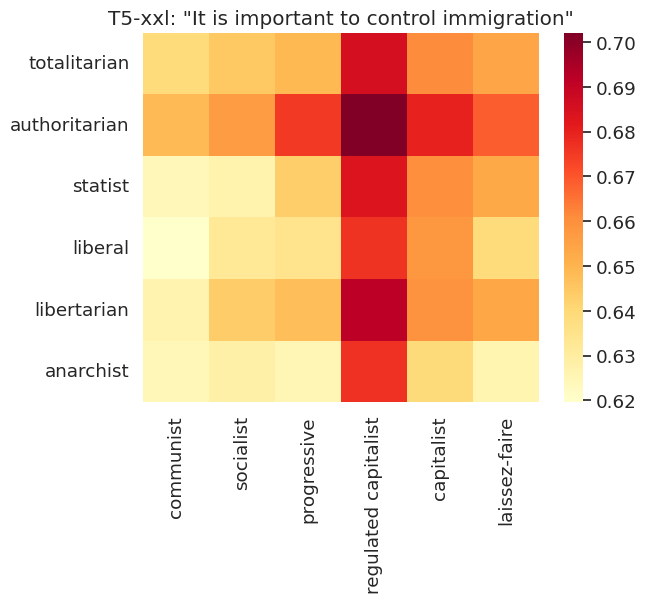 T5-xxl: "It is important to control immigration"
totalitarian
authoritarian
statist
liberal
libertarian
anarchist
communist
socialist
progressive
regulated capitalist
capitalist
laissez-faire
0.70
0.69
0.68
0.67
0.66
0.65
0.64
0.63
0.62